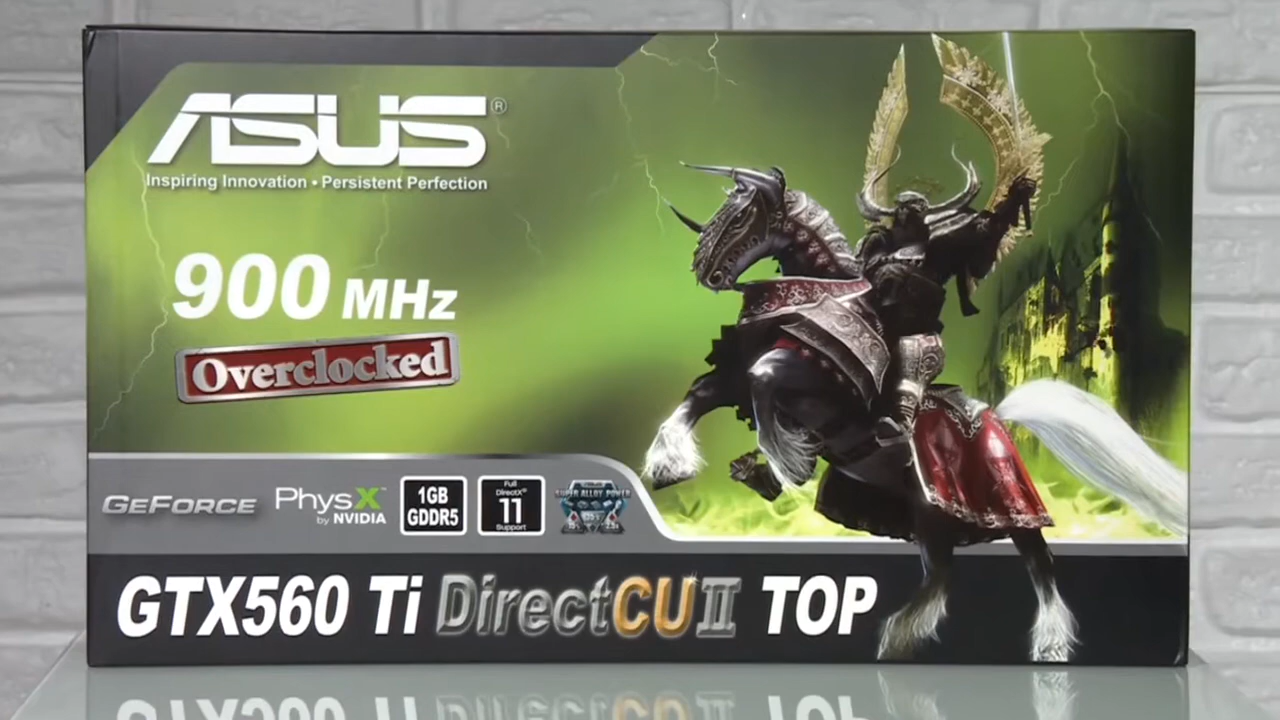 ASUS®
Inspiring Innovation • Persistent Perfection
900 MHz
Overclocked
GEFORCE
PhysX™
by NVIDIA
1GB
GDDR5
Full
DirectX®
11
Support
SUPER ALLOY POWER
GTX560 Ti DirectCU II TOP